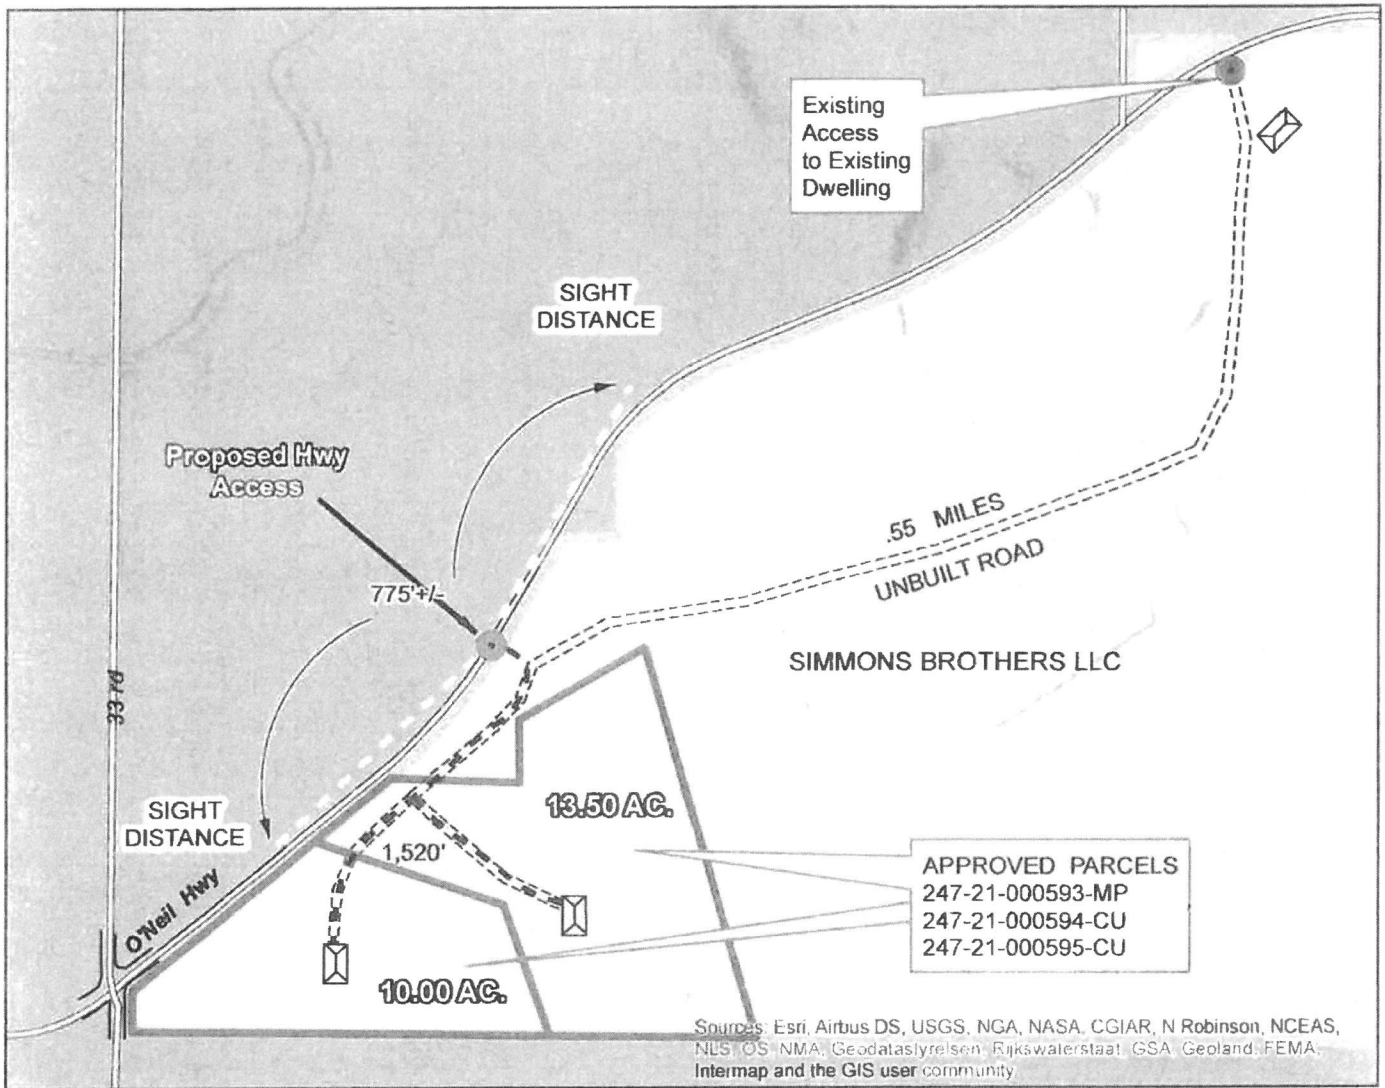 Existing
Access
to Existing
Dwelling
SIGHT
DISTANCE
Proposed Hwy
Access
775'+/-
.55 MILES
UNBUILT ROAD
SIMMONS BROTHERS LLC
33 rd
SIGHT
DISTANCE
13.50 AC.
1,520'
O'Neil Hwy
10.00 AC.
APPROVED PARCELS
247-21-000593-MP
247-21-000594-CU
247-21-000595-CU
Sources: Esri, Airbus DS, USGS, NGA, NASA, CGIAR, N Robinson, NCEAS,
NLS, OS, NMA, Geodatastyrelsen, Rijkswaterstaat, GSA, Geoland, FEMA,
Intermap and the GIS user community